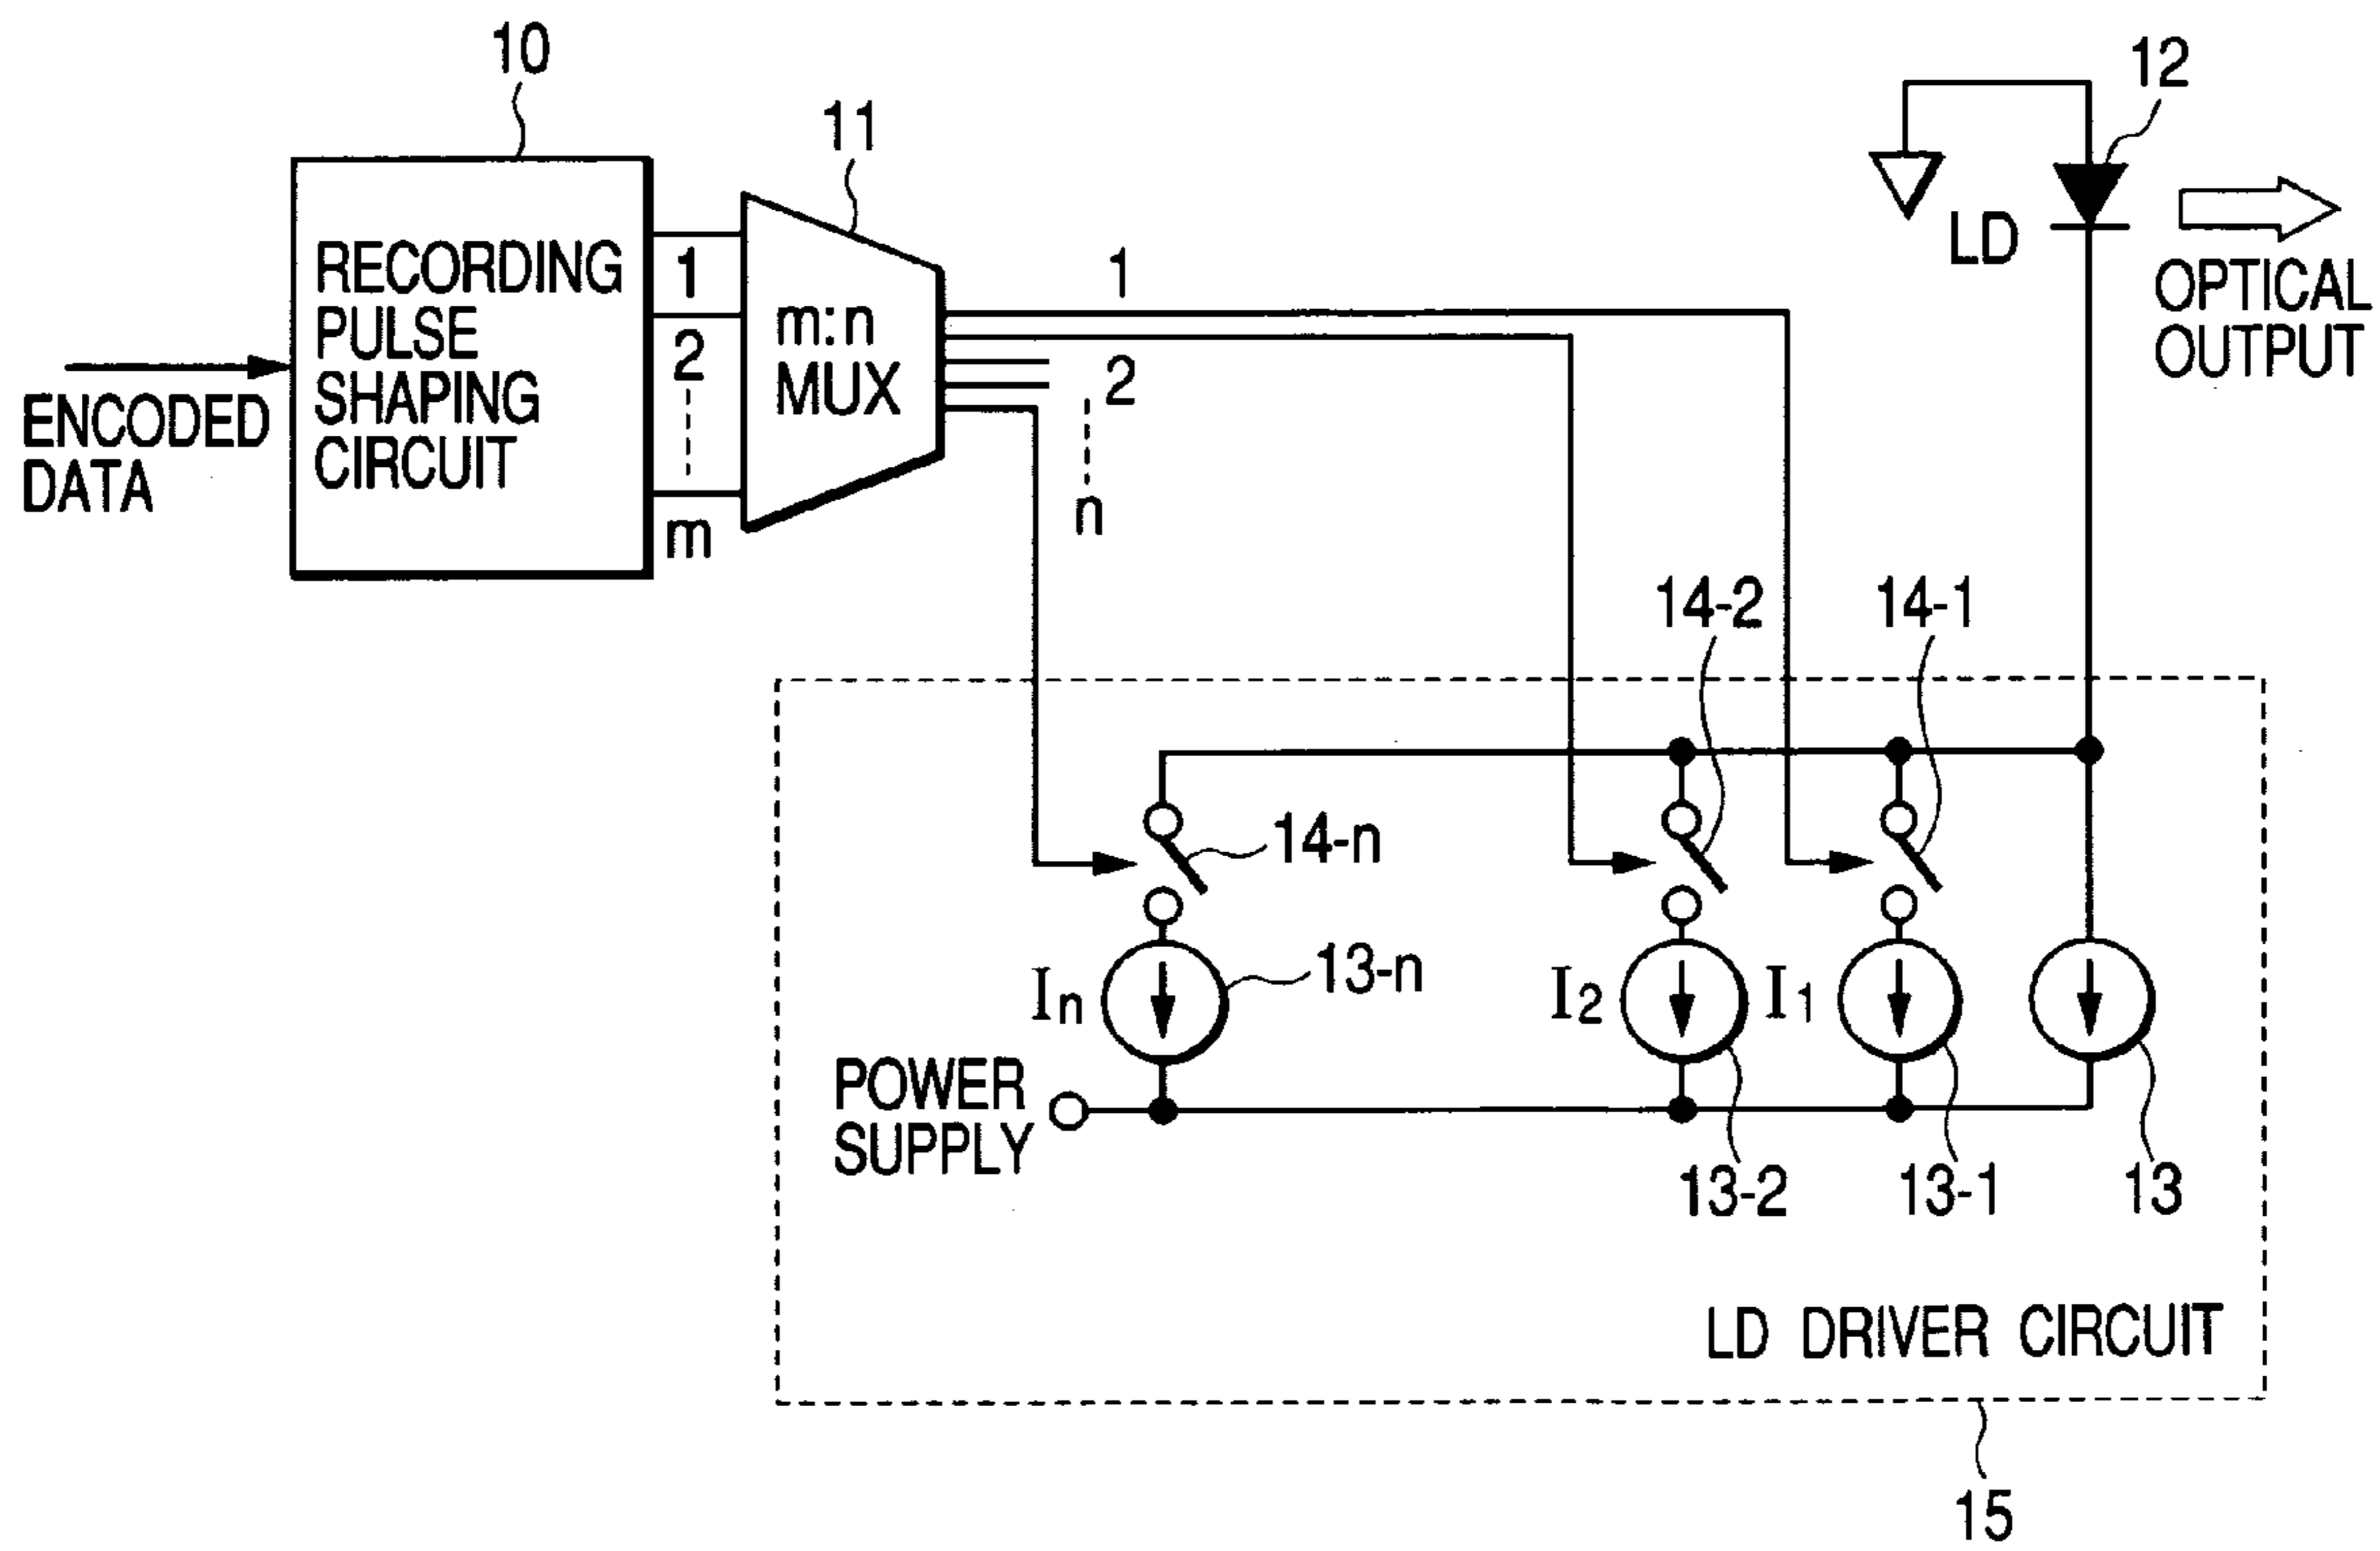 10
11
12
RECORDING
PULSE
SHAPING
CIRCUIT
ENCODED
DATA
1
2
m
m:n
MUX
1
2
n
LD
OPTICAL
OUTPUT
14-2
14-1
14-n
13-n
In
I2
I1
POWER
SUPPLY
13-2
13-1
13
LD DRIVER CIRCUIT
15